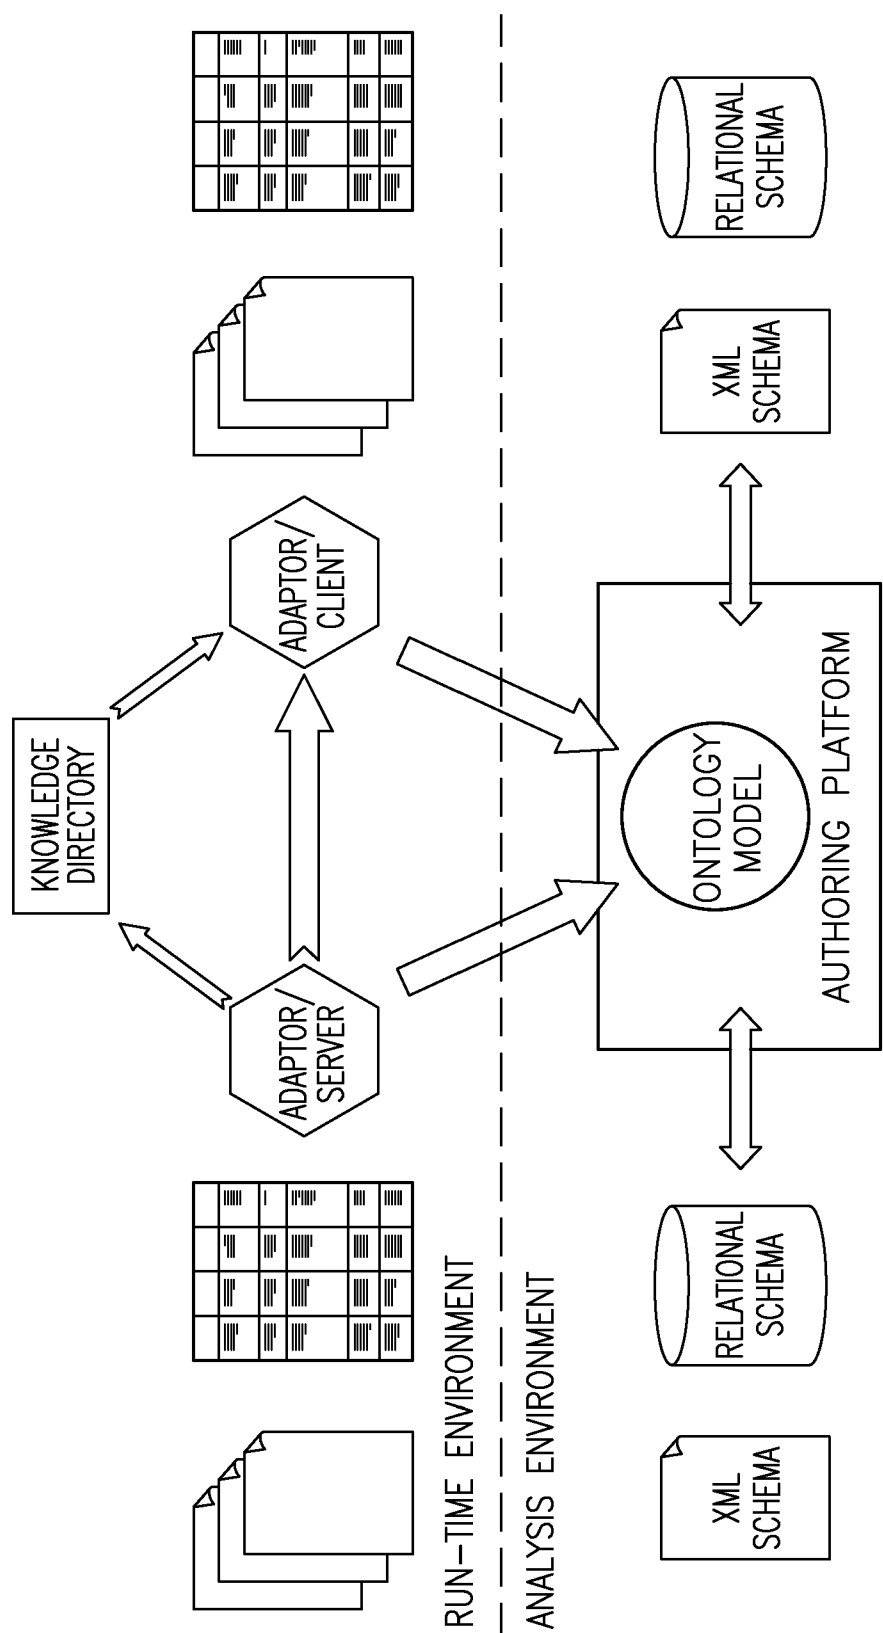 KNOWLEDGE
DIRECTORY
ADAPTOR/
SERVER
ADAPTOR/
CLIENT
RUN-TIME ENVIRONMENT
ANALYSIS ENVIRONMENT
XML
SCHEMA
RELATIONAL
SCHEMA
ONTOLOGY
MODEL
AUTHORING PLATFORM
XML
SCHEMA
RELATIONAL
SCHEMA